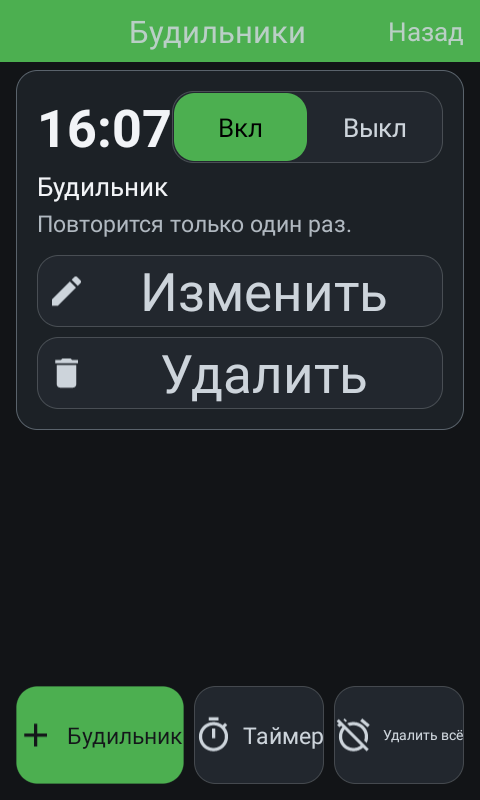 Будильники Назад
16:07 Вкл Выкл
Будильник
Повторится только один раз.
Изменить
Удалить
Будильник Таймер Удалить всё